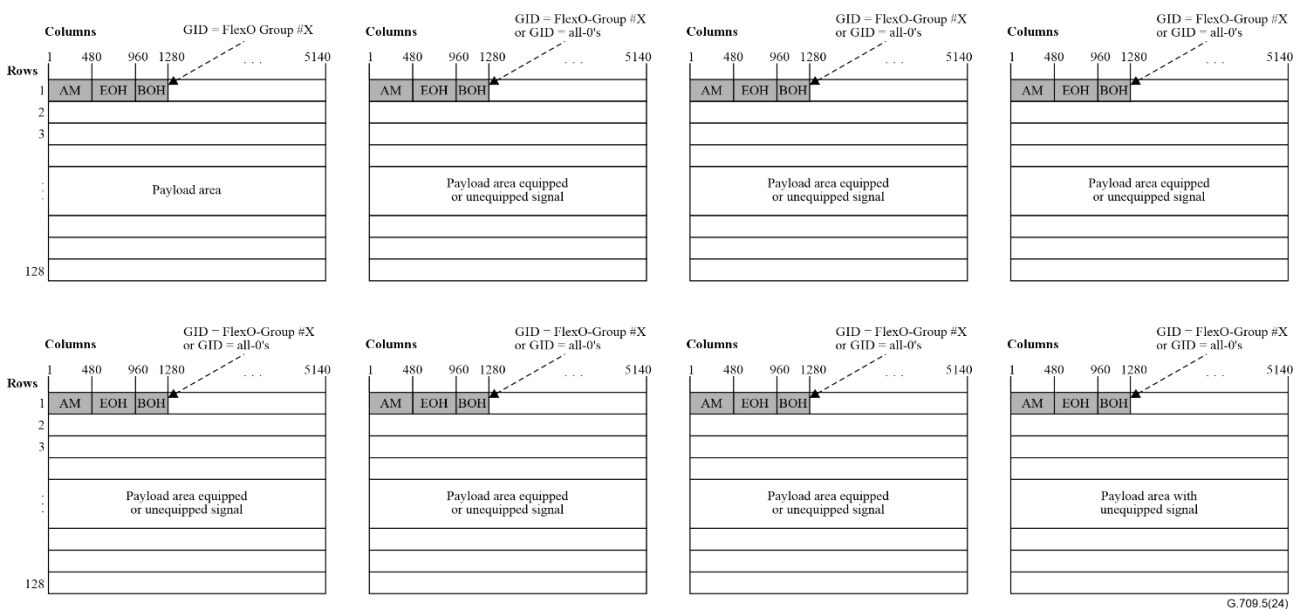 GID = FlexO Group #X
Columns
1 480 960 1280 . . . 5140
Rows
1 AM EOH BOH
2
3
Payload area
128
GID = FlexO-Group #X
or GID = all-0's
Columns
1 480 960 1280 . . . 5140
AM EOH BOH
Payload area equipped
or unequipped signal
GID = FlexO-Group #X
or GID = all-0's
Columns
1 480 960 1280 . . . 5140
AM EOH BOH
Payload area equipped
or unequipped signal
GID = FlexO-Group #X
or GID = all-0's
Columns
1 480 960 1280 . . . 5140
AM EOH BOH
Payload area equipped
or unequipped signal
GID = FlexO-Group #X
or GID = all-0's
Columns
1 480 960 1280 . . . 5140
Rows
1 AM EOH BOH
2
3
Payload area equipped
or unequipped signal
128
GID = FlexO-Group #X
or GID = all-0's
Columns
1 480 960 1280 . . . 5140
AM EOH BOH
Payload area equipped
or unequipped signal
GID = FlexO-Group #X
or GID = all-0's
Columns
1 480 960 1280 . . . 5140
AM EOH BOH
Payload area equipped
or unequipped signal
GID = FlexO-Group #X
or GID = all-0's
Columns
1 480 960 1280 . . . 5140
AM EOH BOH
Payload area with
unequipped signal
G.709.5(24)